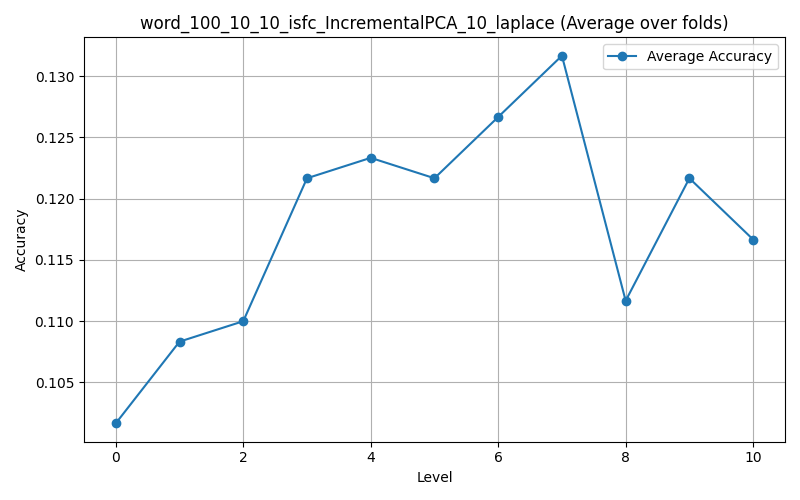 word_100_10_10_isfc_IncrementalPCA_10_laplace (Average over folds)
Average Accuracy
0.130
0.125
0.120
0.115
0.110
0.105
Accuracy
0 2 4 6 8 10
Level